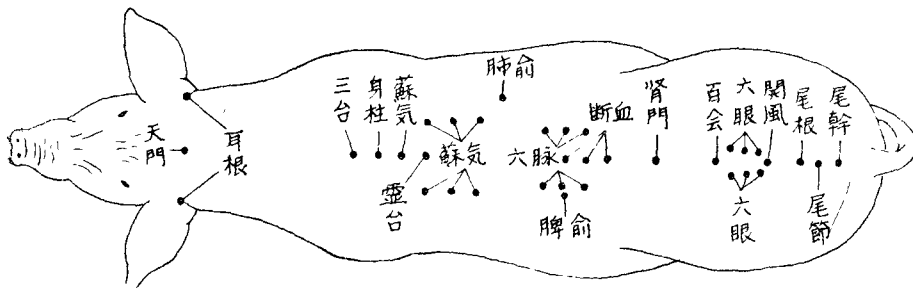 天門
耳根
三台
身柱
蘇気
肺俞
蘇気
霊台
六脉
断血
脾俞
腎門
百会
六眼
関風
六眼
尾根
尾幹
尾節